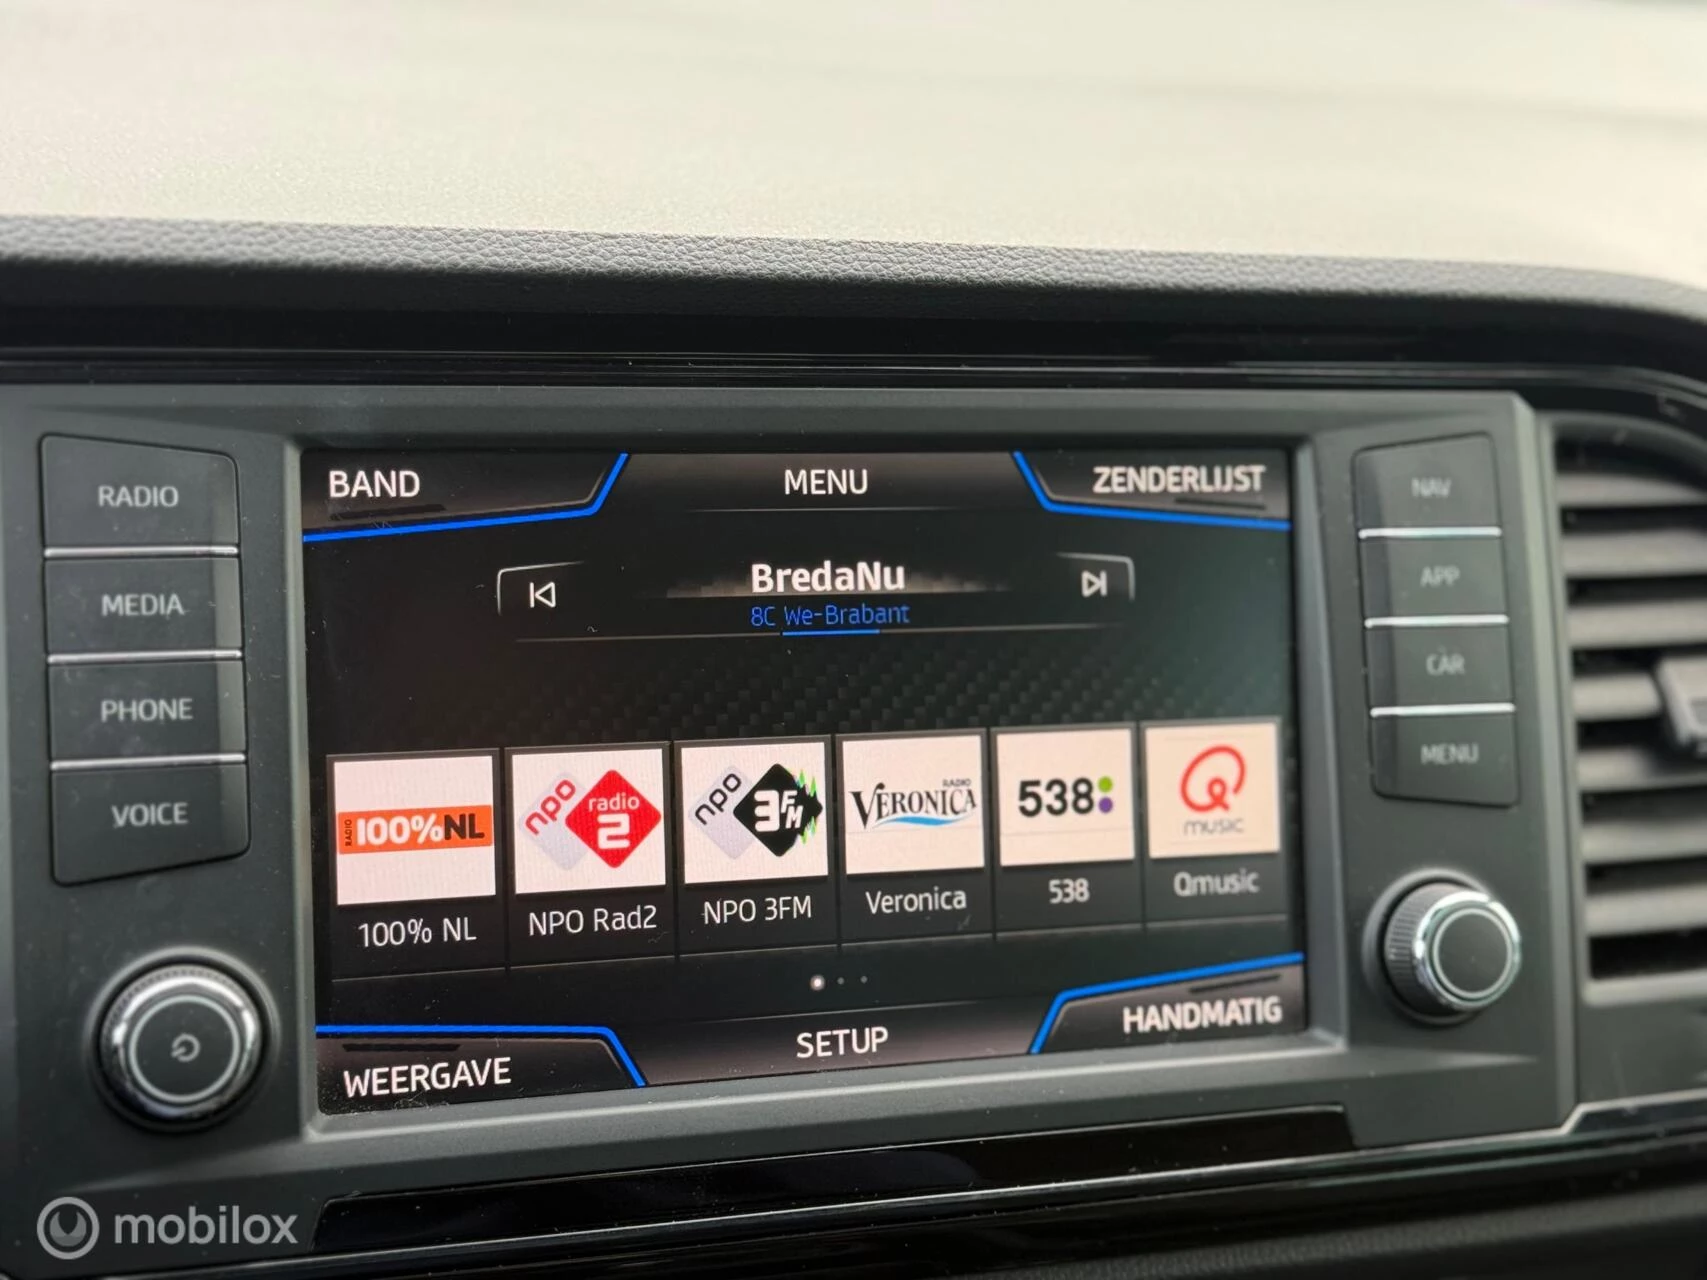 BAND MENU ZENDERLIJST
RADIO
MEDIA
PHONE
VOICE
NAV
APP
CAR
MENU
BredaNu
8C We-Brabant
RADIO 100%NL
npo radio 2
npo 3FM
RADIO VERONICA
538
Q music
100% NL
NPO Rad2
NPO 3FM
Veronica
538
Qmusic
WEERGAVE SETUP HANDMATIG
mobilox